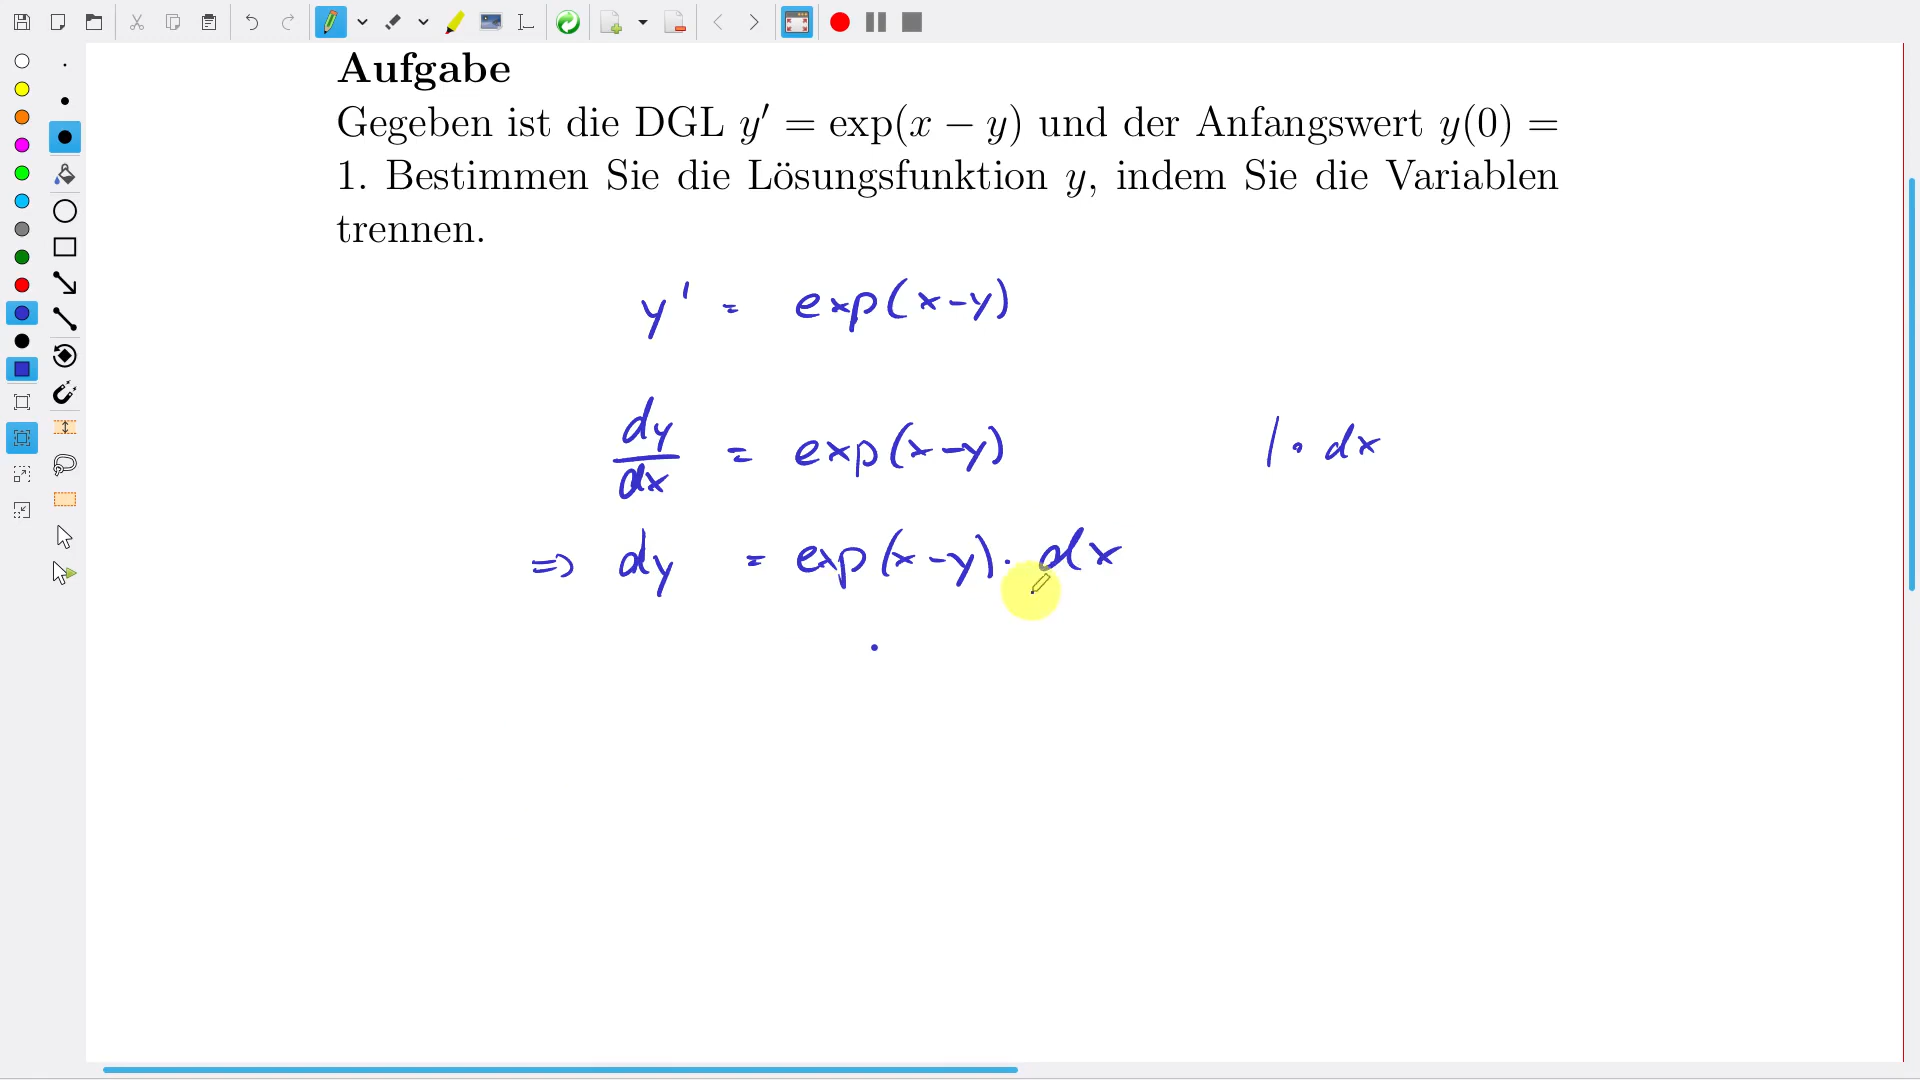 Aufgabe
Gegeben ist die DGL y′ = exp(x − y) und der Anfangswert y(0) =
1. Bestimmen Sie die Lösungsfunktion y, indem Sie die Variablen
trennen.
y' = exp(x-y)
dy/dx = exp(x-y) | · dx
⇒ dy = exp(x-y) · dx